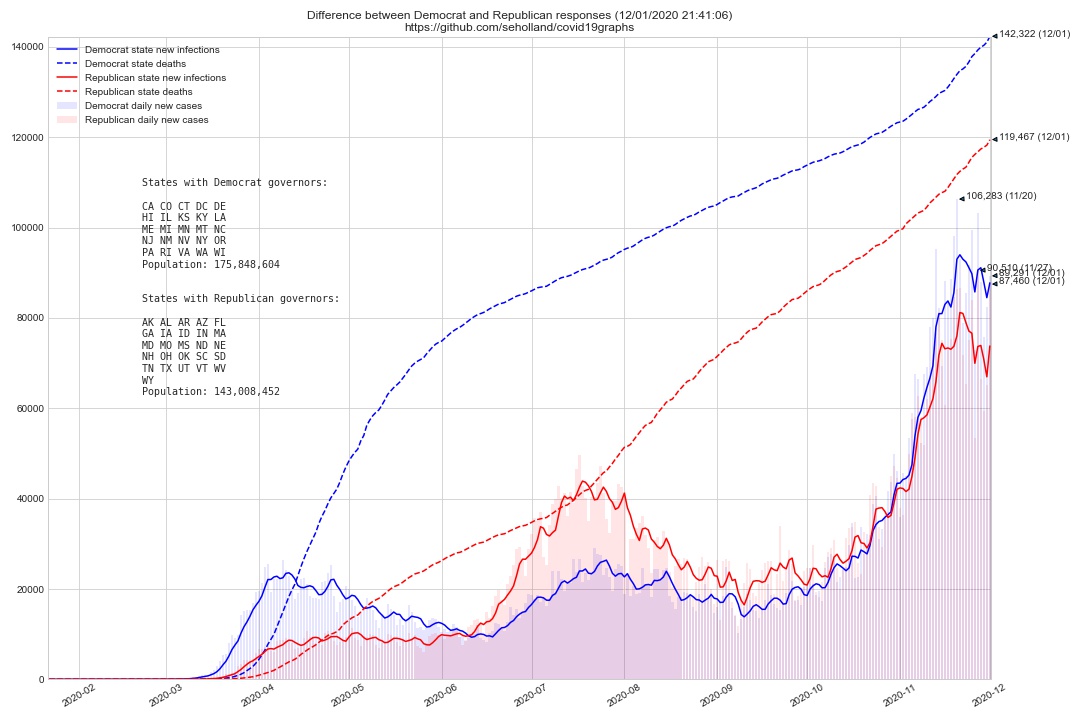 Difference between Democrat and Republican responses (12/01/2020 21:41:06)
https://github.com/seholland/covid19graphs
Democrat state new infections
Democrat state deaths
Republican state new infections
Republican state deaths
Democrat daily new cases
Republican daily new cases
States with Democrat governors:
CA CO CT DC DE
HI IL KS KY LA
ME MI MN MT NC
NJ NM NV NY OR
PA RI VA WA WI
Population: 175,848,604
States with Republican governors:
AK AL AR AZ FL
GA IA ID IN MA
MD MO MS ND NE
NH OH OK SC SD
TN TX UT VT WV
WY
Population: 143,008,452
142,322 (12/01)
119,467 (12/01)
106,283 (11/20)
90,510 (11/27)
89,291 (12/01)
87,460 (12/01)
140000
120000
100000
80000
60000
40000
20000
0
2020-02
2020-03
2020-04
2020-05
2020-06
2020-07
2020-08
2020-09
2020-10
2020-11
2020-12